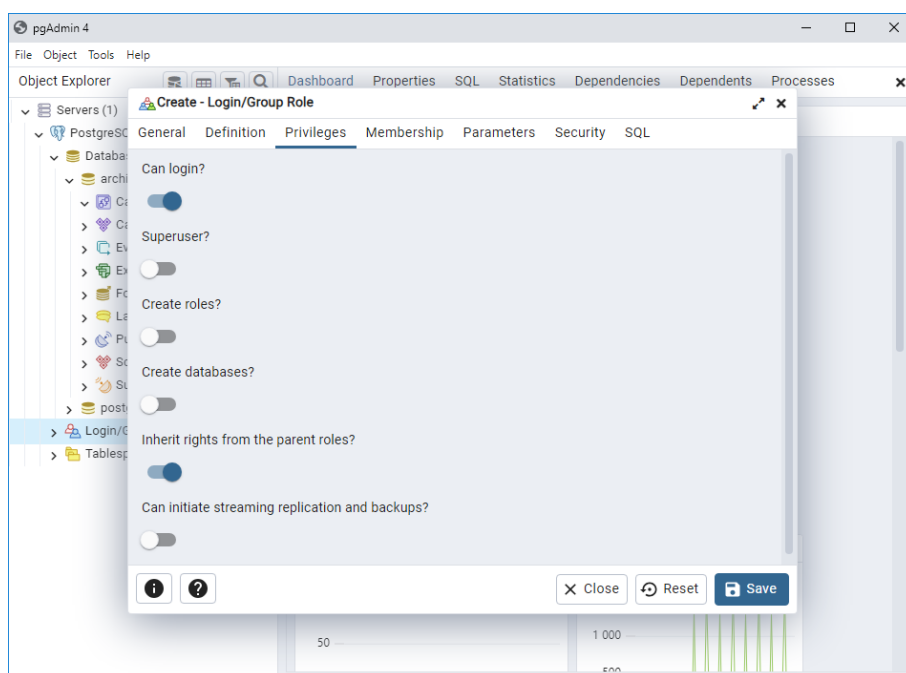 pgAdmin 4
File Object Tools Help
Object Explorer Dashboard Properties SQL Statistics Dependencies Dependents Processes
Servers (1)
Create - Login/Group Role
General Definition Privileges Membership Parameters Security SQL
Can login?
Superuser?
Create roles?
Create databases?
Inherit rights from the parent roles?
Can initiate streaming replication and backups?
Close Reset Save
50
1 000
500